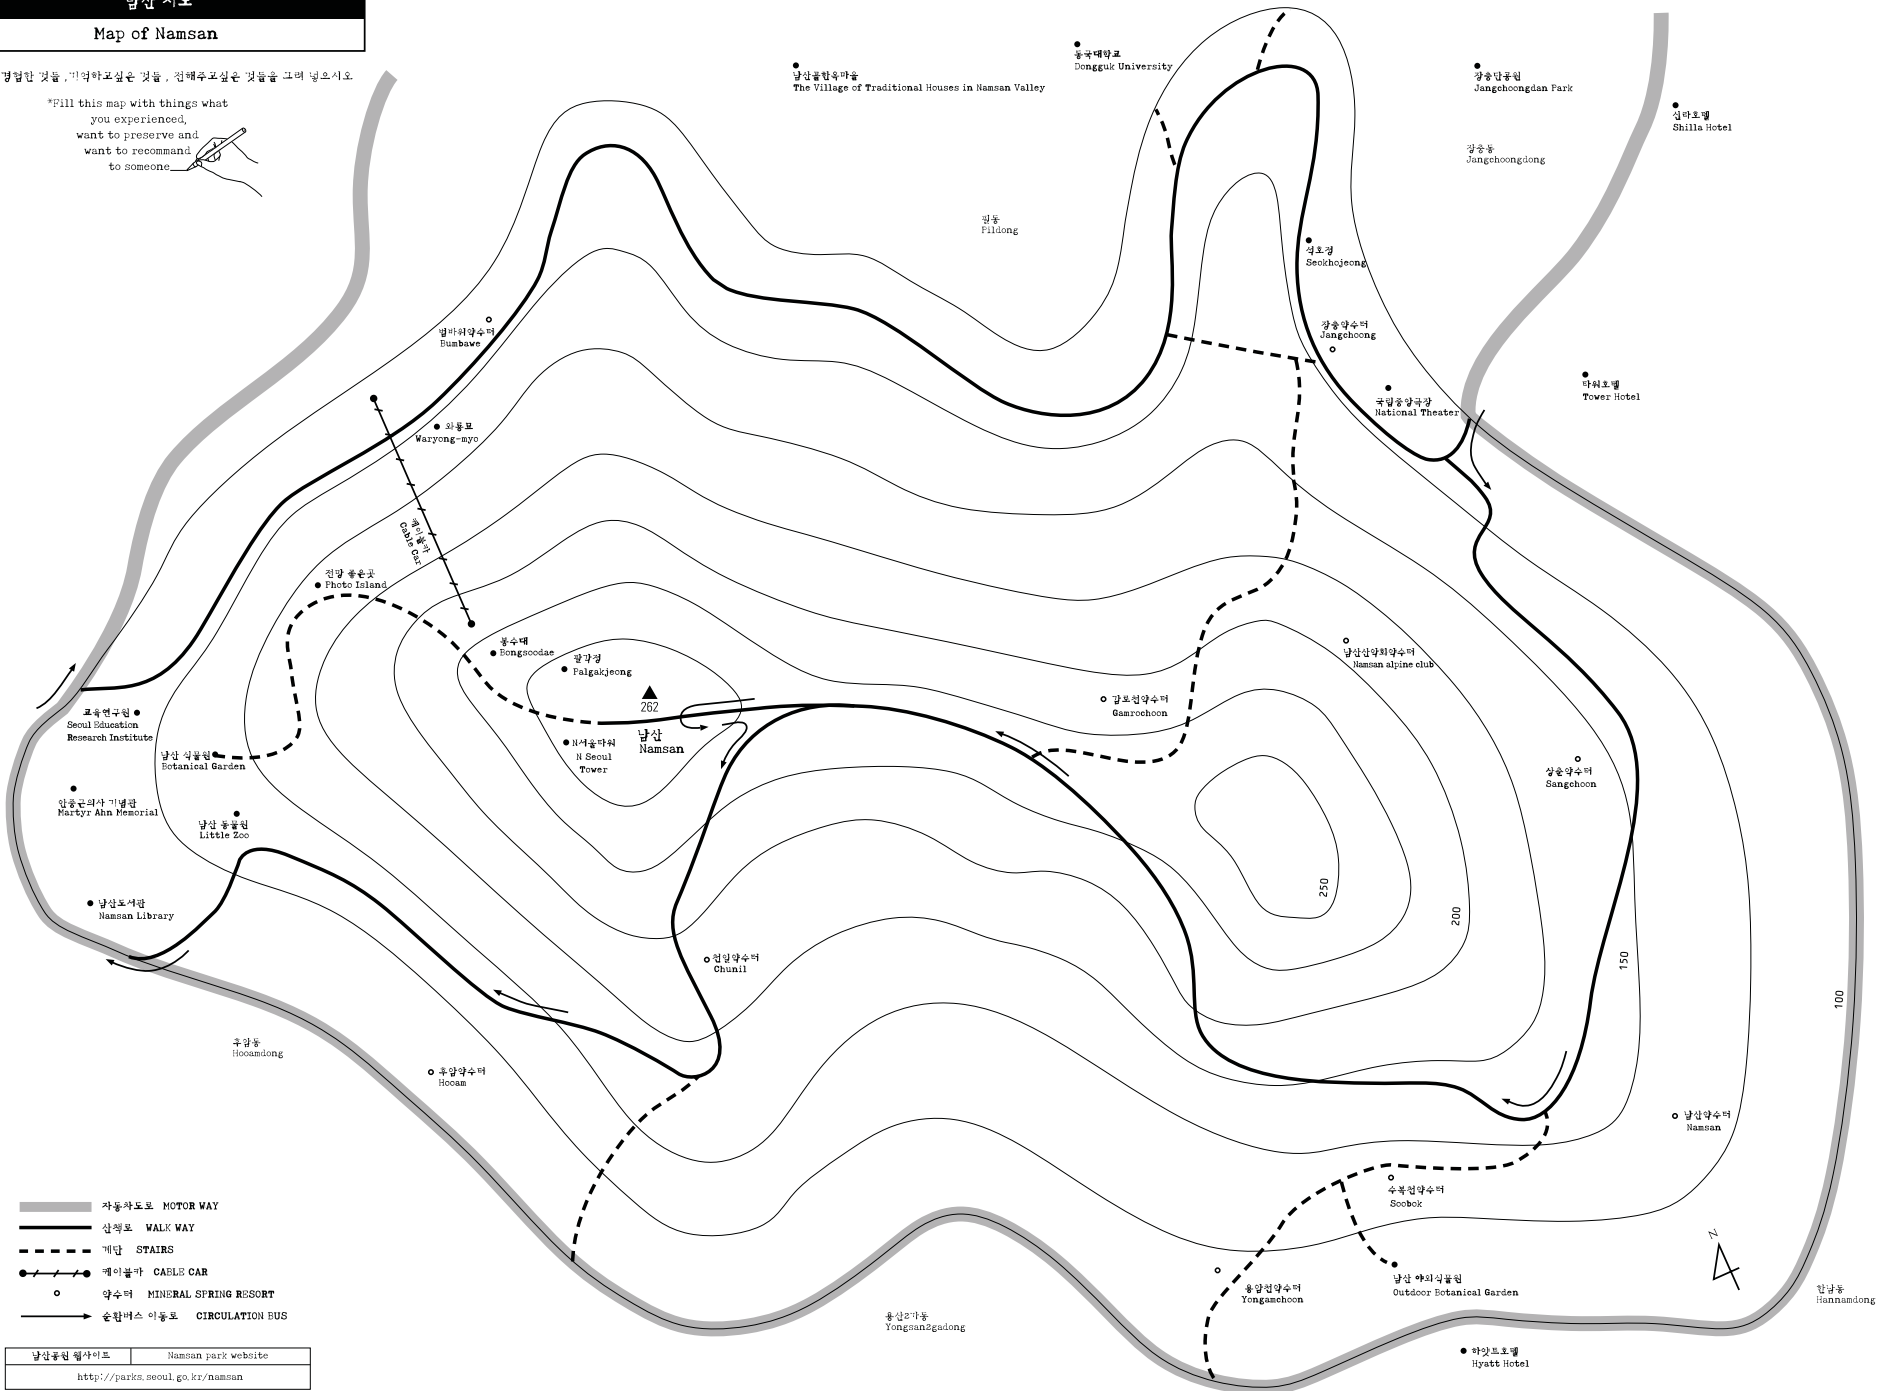 남산 지도
Map of Namsan
경험한 것들 , 기억하고싶은 것들 , 전해주고싶은 것들을 그려 넣으시오
*Fill this map with things what
you experienced,
want to preserve and
want to recommand
to someone
남산골한옥마을
The Village of Traditional Houses in Namsan Valley
동국대학교
Dongguk University
장충단공원
Jangchoongdan Park
신라호텔
Shilla Hotel
장충동
Jangchoongdong
필동
Pildong
석호정
Seokhojeong
범바위약수터
Bumbawe
장충약수터
Jangchoong
타워호텔
Tower Hotel
국립중앙극장
National Theater
와룡묘
Waryong-myo
케이블카
Cable Car
전망 좋은곳
Photo Island
봉수대
Bongsoodae
팔각정
Palgakjeong
262
남산
Namsan
N서울타워
N Seoul
Tower
남산산악회약수터
Namsan alpine club
감로천약수터
Gamrochoon
교육연구원
Seoul Education
Research Institute
남산 식물원
Botanical Garden
상춘약수터
Sangchoon
안중근의사 기념관
Martyr Ahn Memorial
남산 동물원
Little Zoo
250
200
150
100
남산도서관
Namsan Library
천일약수터
Chunil
후암동
Hooamdong
후암약수터
Hooam
남산약수터
Namsan
수복천약수터
Soobok
용암천약수터
Yongamchoon
남산 야외식물원
Outdoor Botanical Garden
N
한남동
Hannamdong
용산2가동
Yongsan2gadong
하얏트호텔
Hyatt Hotel
자동차도로 MOTOR WAY
산책로 WALK WAY
계단 STAIRS
케이블카 CABLE CAR
약수터 MINERAL SPRING RESORT
순환버스 이동로 CIRCULATION BUS
남산공원 웹사이트 Namsan park website
http://parks.seoul.go.kr/namsan